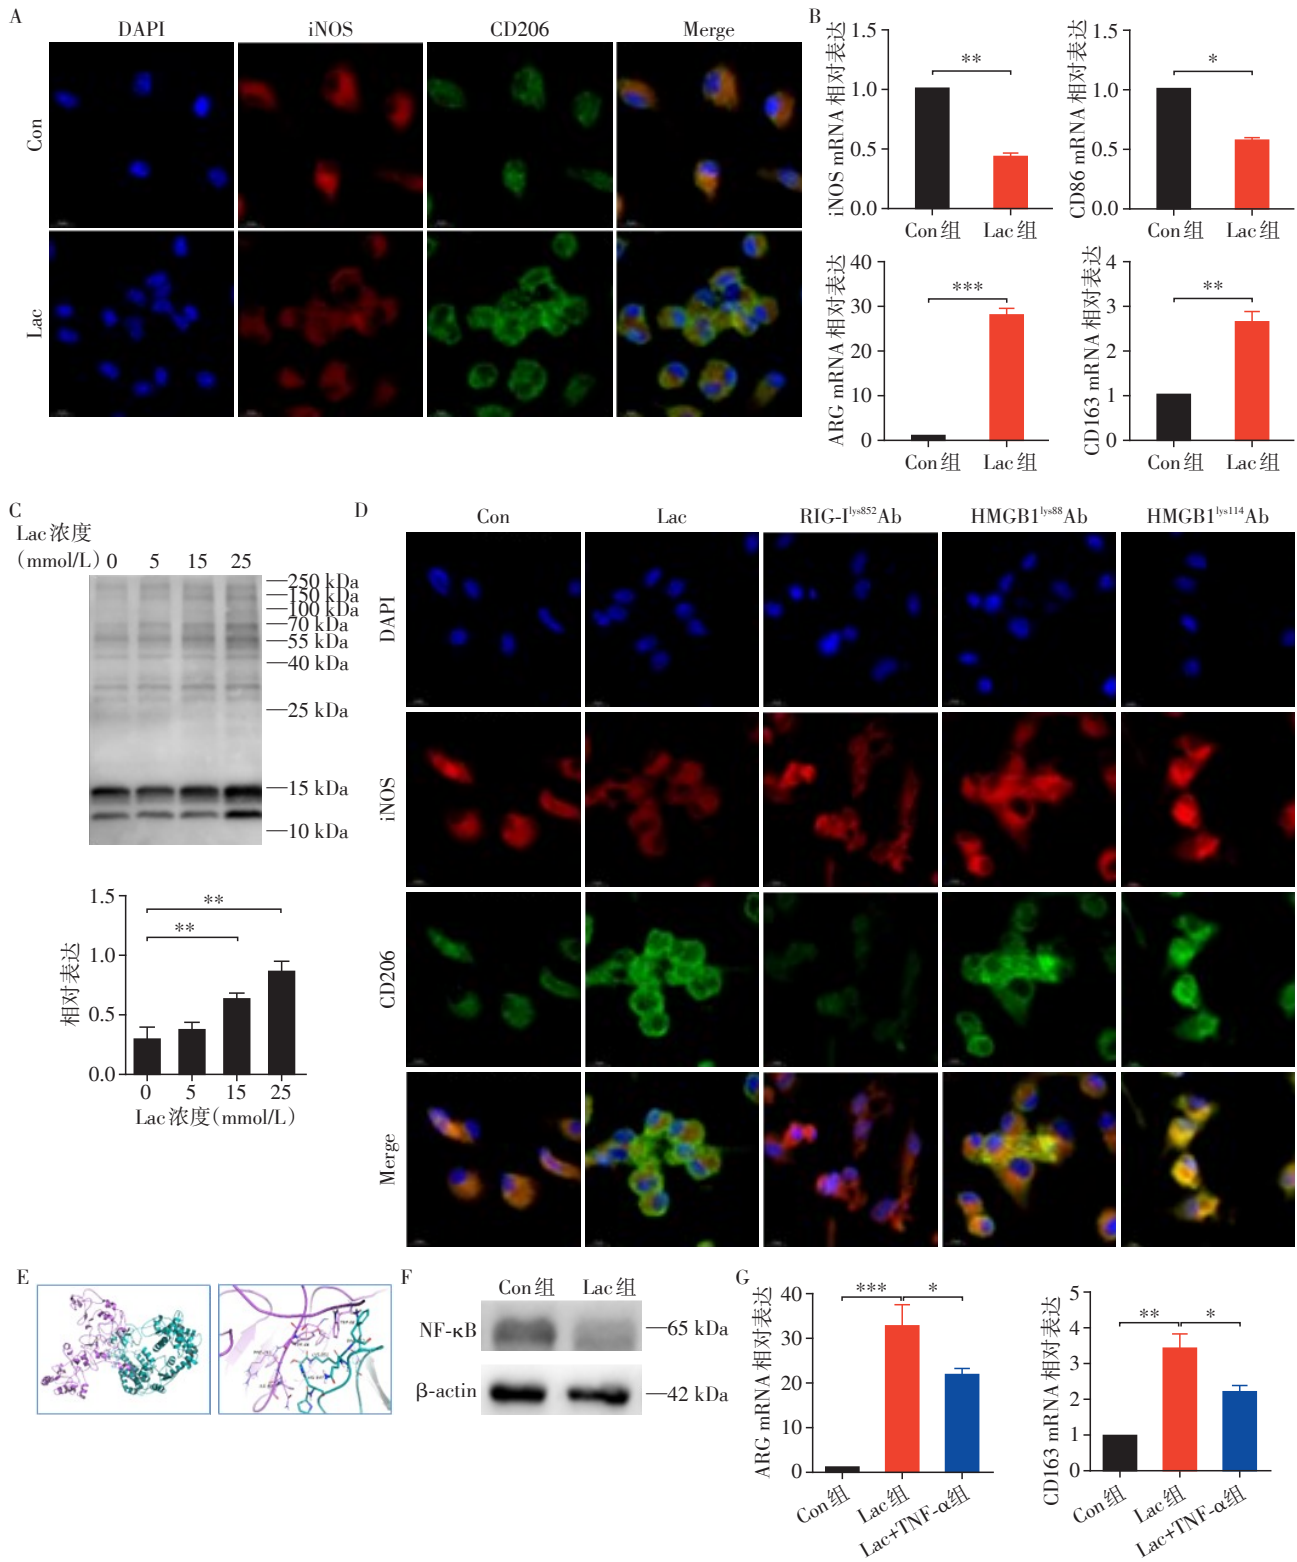 A
DAPI
iNOS
CD206
Merge
Con
Lac
B
iNOS mRNA 相对表达
1.5
1.0
0.5
0.0
**
Con组
Lac组
CD86 mRNA 相对表达
1.5
1.0
0.5
0.0
*
Con组
Lac组
ARG mRNA 相对表达
40
30
20
10
0
***
Con组
Lac组
CD163 mRNA 相对表达
4
3
2
1
0
**
Con组
Lac组
C
Lac浓度
(mmol/L) 0 5 15 25
250 kDa
150 kDa
100 kDa
70 kDa
55 kDa
40 kDa
25 kDa
15 kDa
10 kDa
相对表达
1.5
1.0
0.5
0.0
**
**
0 5 15 25
Lac浓度(mmol/L)
D
Con
Lac
RIG-I^lys852Ab
HMGB1^lys88Ab
HMGB1^lys114Ab
DAPI
iNOS
CD206
Merge
E
F
Con组 Lac组
NF-κB
65 kDa
β-actin
42 kDa
G
ARG mRNA 相对表达
40
30
20
10
0
***
*
Con组
Lac组
Lac+TNF-α组
CD163 mRNA 相对表达
5
4
3
2
1
0
**
*
Con组
Lac组
Lac+TNF-α组